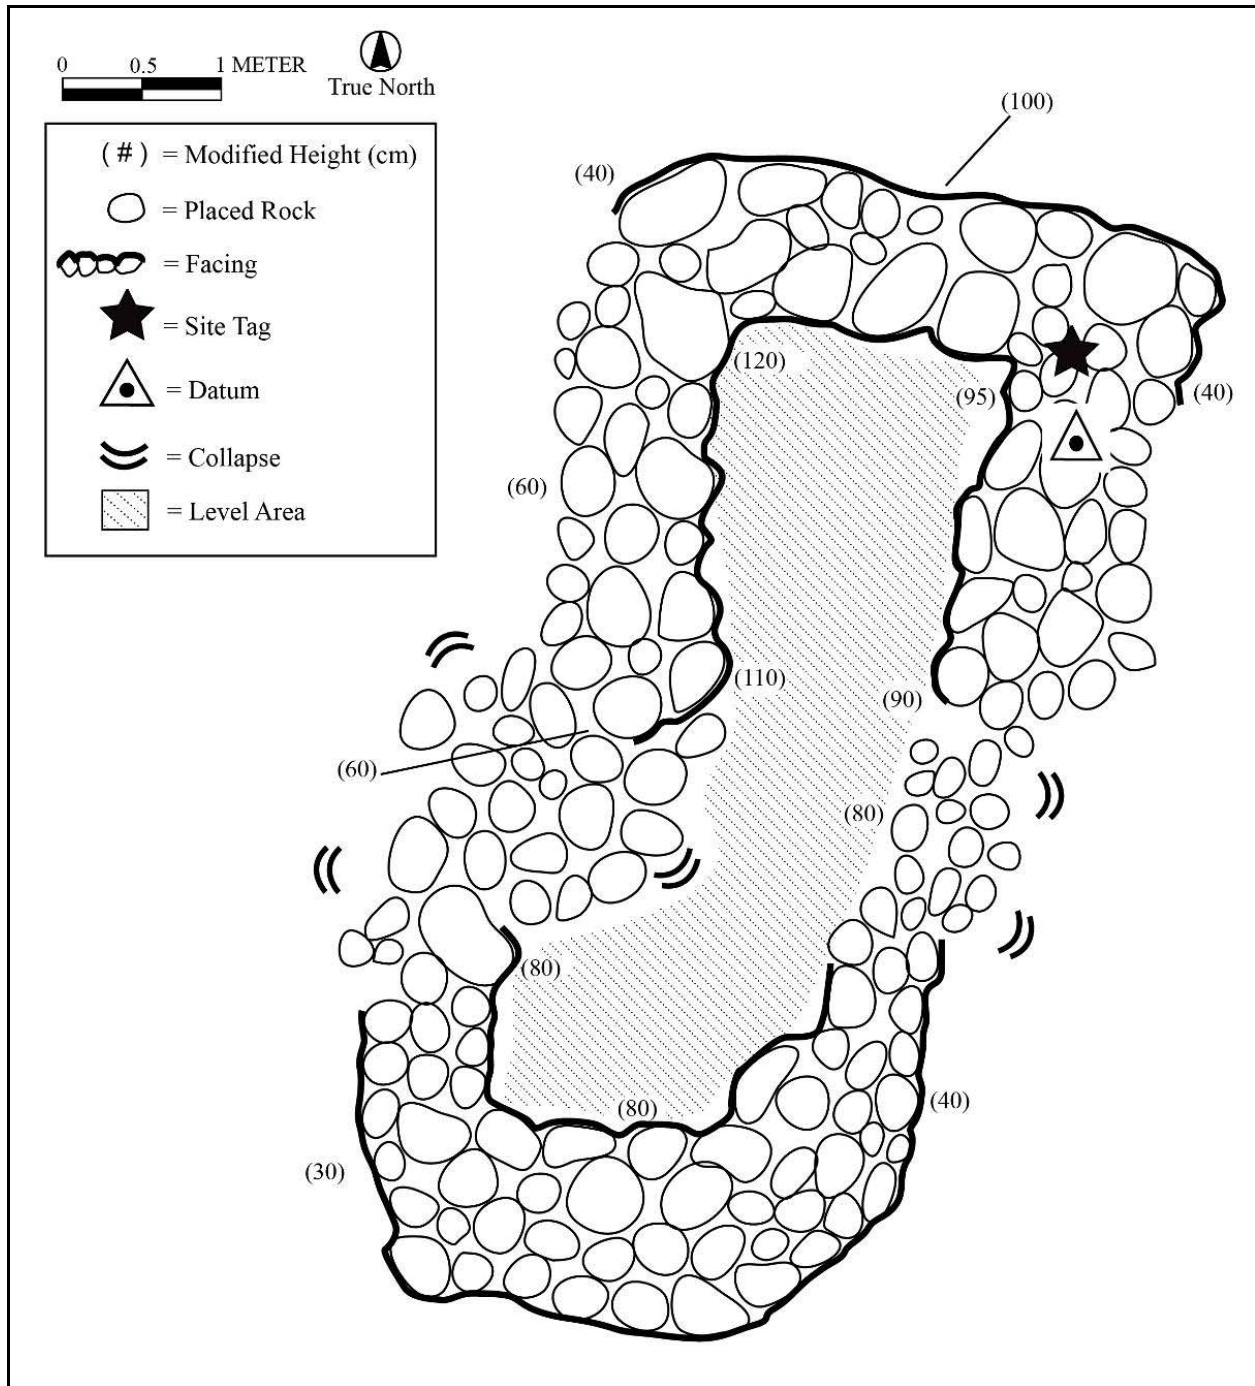 0 0.5 1 METER
True North
( # ) = Modified Height (cm)
= Placed Rock
= Facing
= Site Tag
= Datum
= Collapse
= Level Area
(100)
(40)
(120)
(95)
(40)
(60)
(110)
(90)
(60)
(80)
(80)
(80)
(40)
(30)